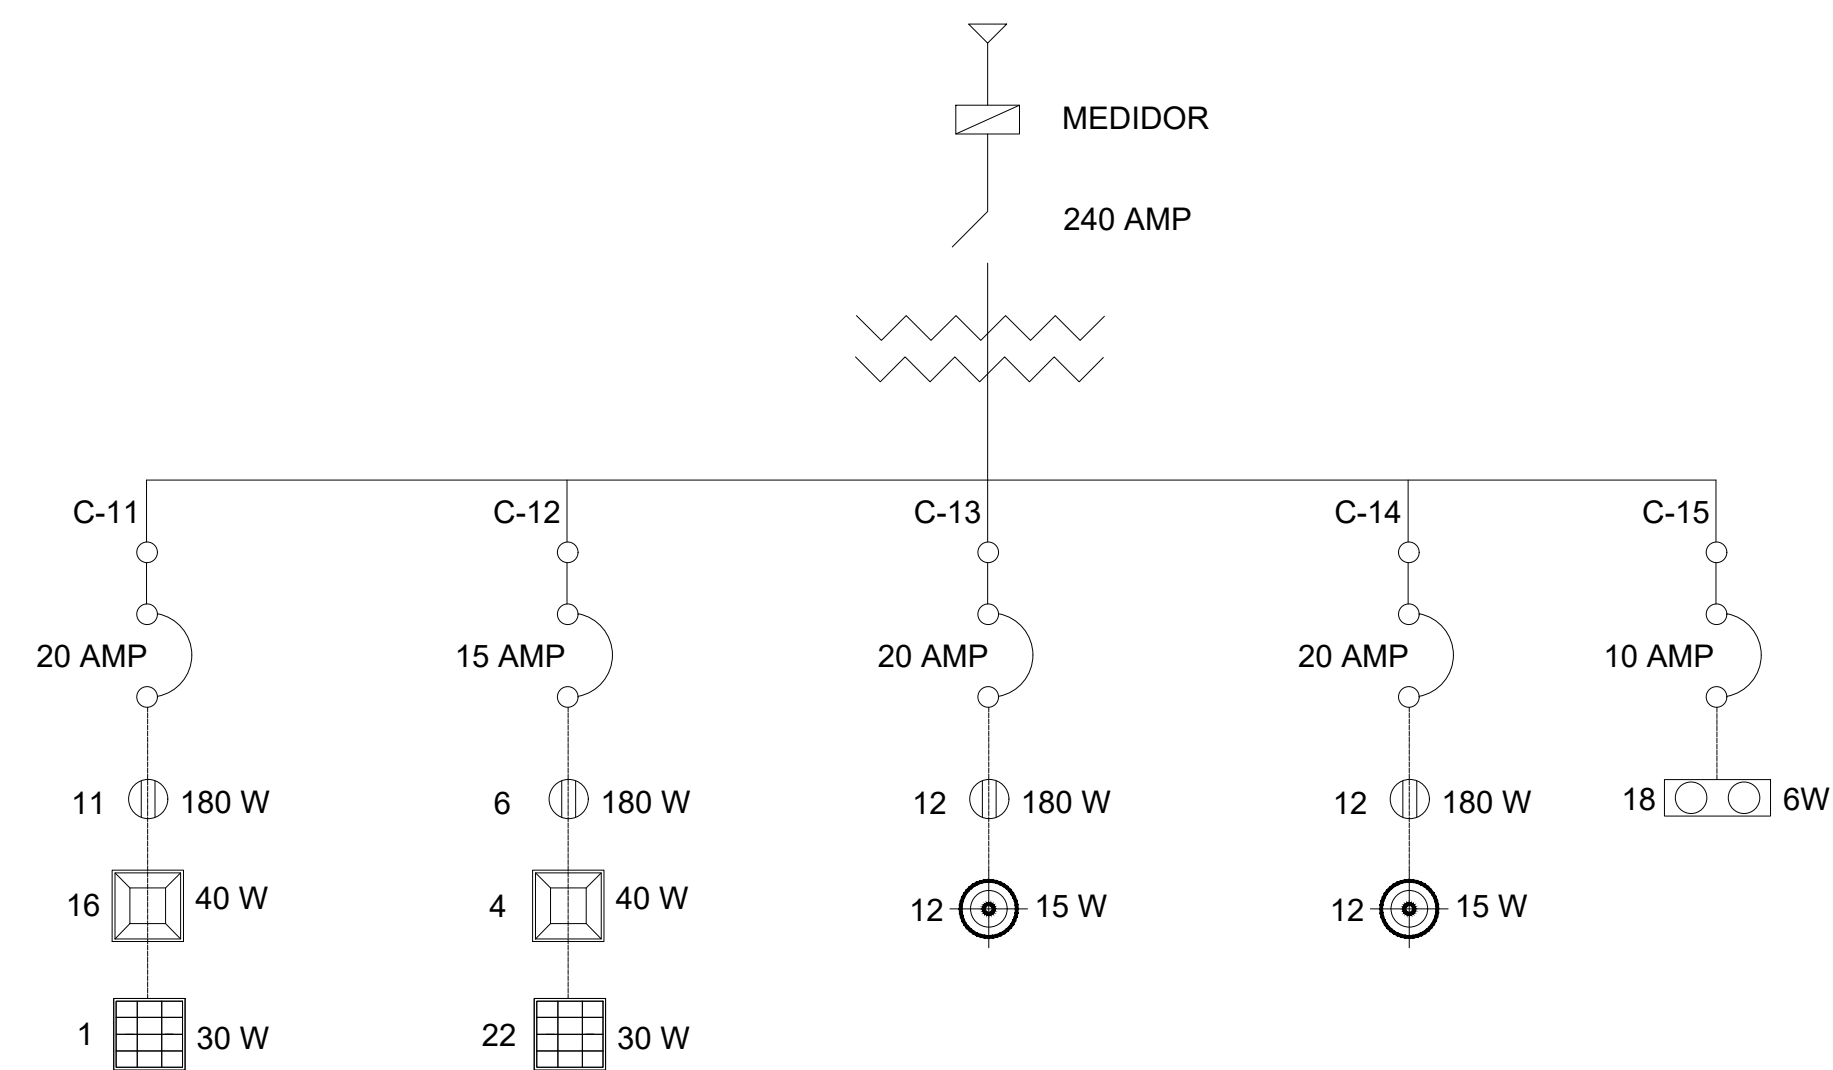 MEDIDOR
240 AMP
C-11 C-12 C-13 C-14 C-15
20 AMP 15 AMP 20 AMP 20 AMP 10 AMP
11 180 W 6 180 W 12 180 W 12 180 W 18 6W
16 40 W 4 40 W 12 15 W 12 15 W
1 30 W 22 30 W